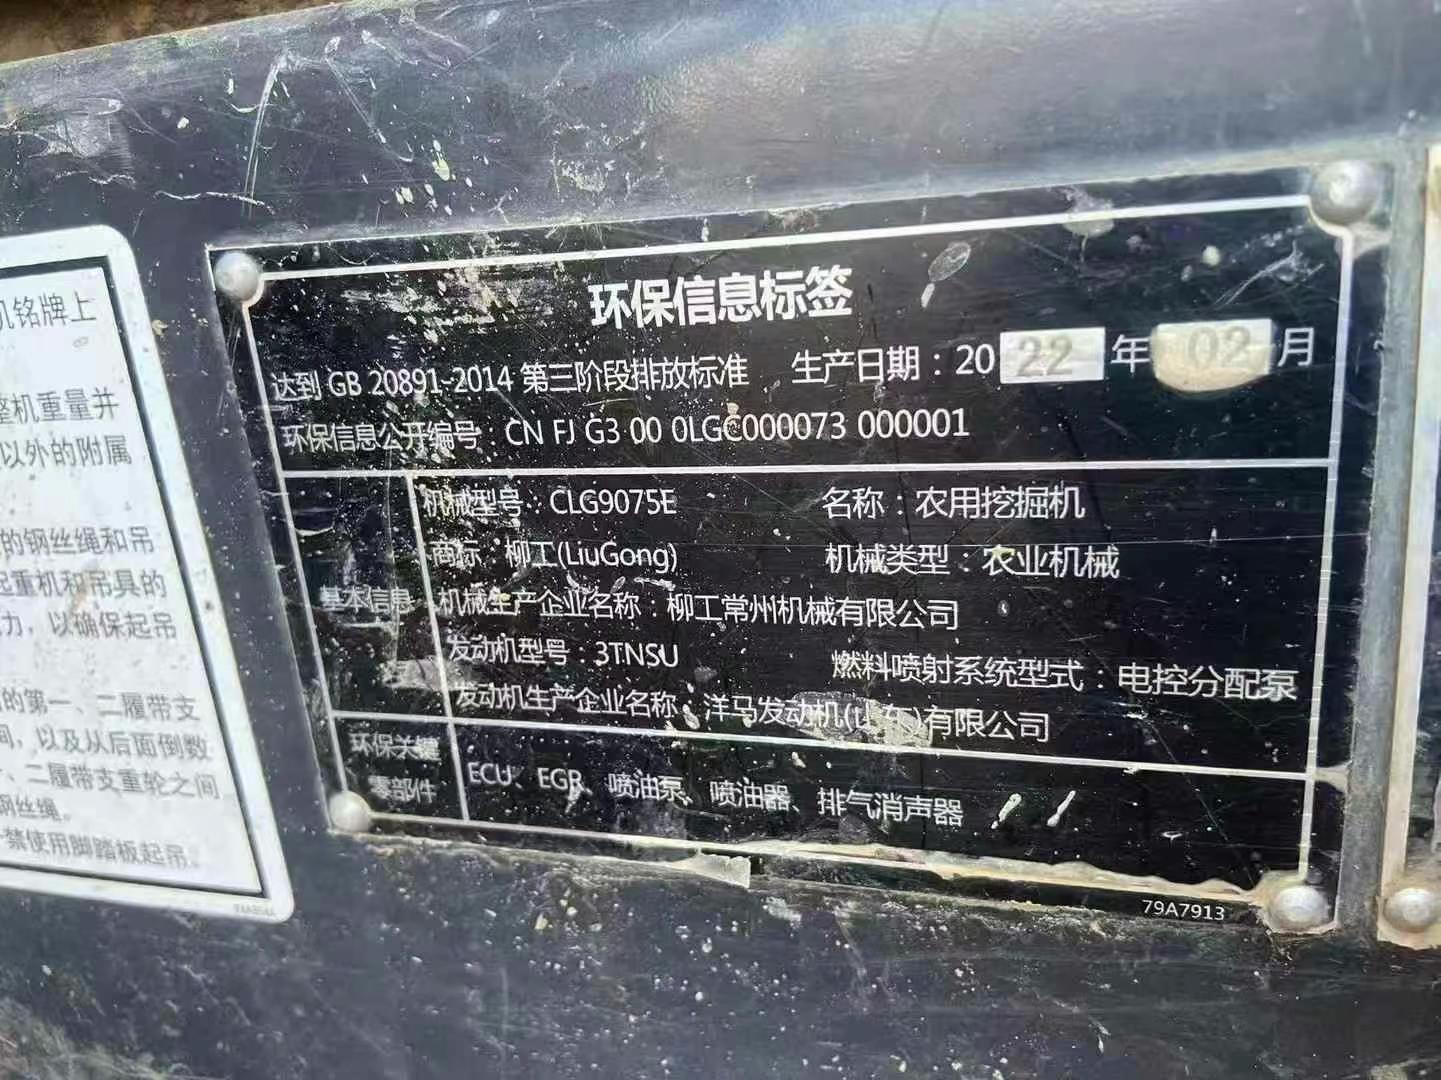 机铭牌上
整机重量并
以外的附属
的钢丝绳和吊
起重机和吊具的
力，以确保起吊
的第一、二履带支
间，以及从后面倒数
、二履带支重轮之间
钢丝绳。
禁使用脚踏板起吊。
环保信息标签
达到 GB 20891-2014 第三阶段排放标准 生产日期：2022年02月
环保信息公开编号：CN FJ G3 00 0LGC000073 000001
基本信息
机械型号：CLG9075E 名称：农用挖掘机
商标：柳工(LiuGong) 机械类型：农业机械
机械生产企业名称：柳工常州机械有限公司
发动机型号：3TNSU 燃料喷射系统型式：电控分配泵
发动机生产企业名称：洋马发动机(山东)有限公司
环保关键
零部件
ECU、EGR、喷油泵、喷油器、排气消声器
79A7913